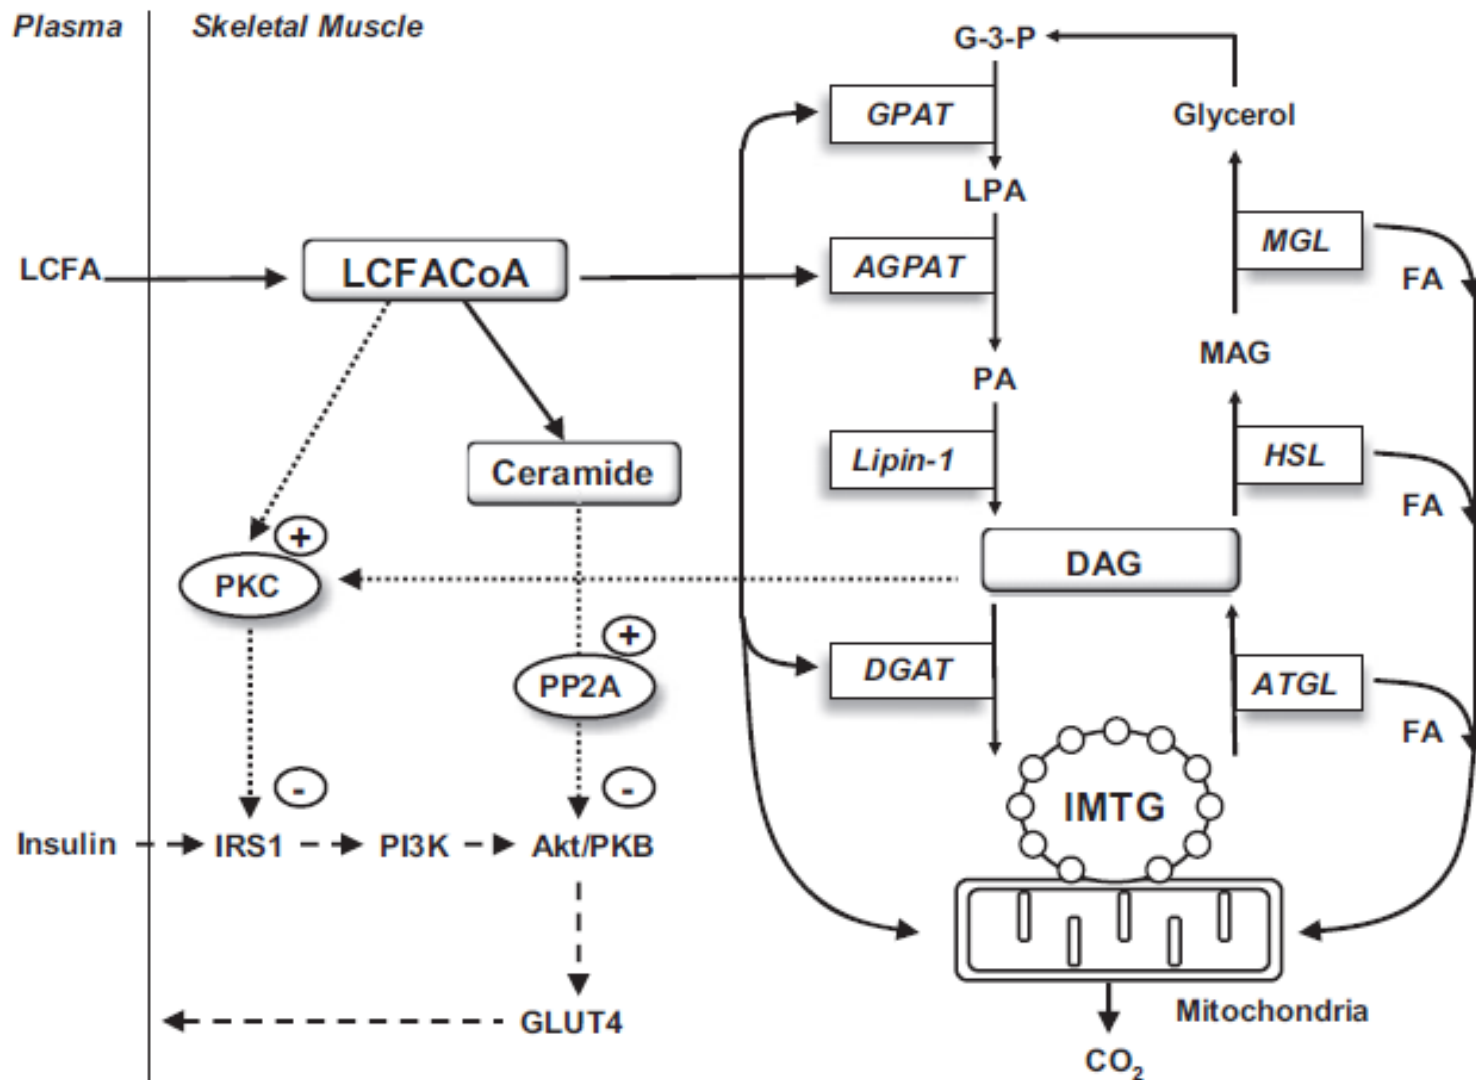 Plasma
Skeletal Muscle
G-3-P
GPAT
Glycerol
LPA
LCFA
LCFACoA
AGPAT
MGL
FA
MAG
PA
Ceramide
Lipin-1
HSL
FA
+
PKC
DAG
+
PP2A
DGAT
ATGL
FA
-
-
IMTG
Insulin
IRS1
PI3K
Akt/PKB
GLUT4
Mitochondria
CO₂